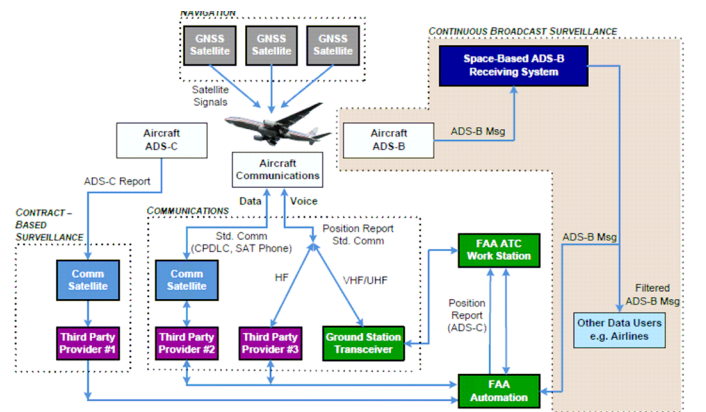 NAVIGATION
GNSS
Satellite
GNSS
Satellite
GNSS
Satellite
Satellite
Signals
CONTINUOUS BROADCAST SURVEILLANCE
Space-Based ADS-B
Receiving System
Aircraft
ADS-C
Aircraft
Communications
Aircraft
ADS-B
ADS-B Msg
ADS-C Report
Data
Voice
CONTRACT –
BASED
SURVEILLANCE
COMMUNICATIONS
Std. Comm
(CPDLC, SAT Phone)
Position Report
Std. Comm
HF
VHF/UHF
FAA ATC
Work Station
ADS-B Msg
Comm
Satellite
Comm
Satellite
Position
Report
(ADS-C)
Filtered
ADS-B Msg
Third Party
Provider #1
Third Party
Provider #2
Third Party
Provider #3
Ground Station
Transceiver
Other Data Users
e.g. Airlines
FAA
Automation